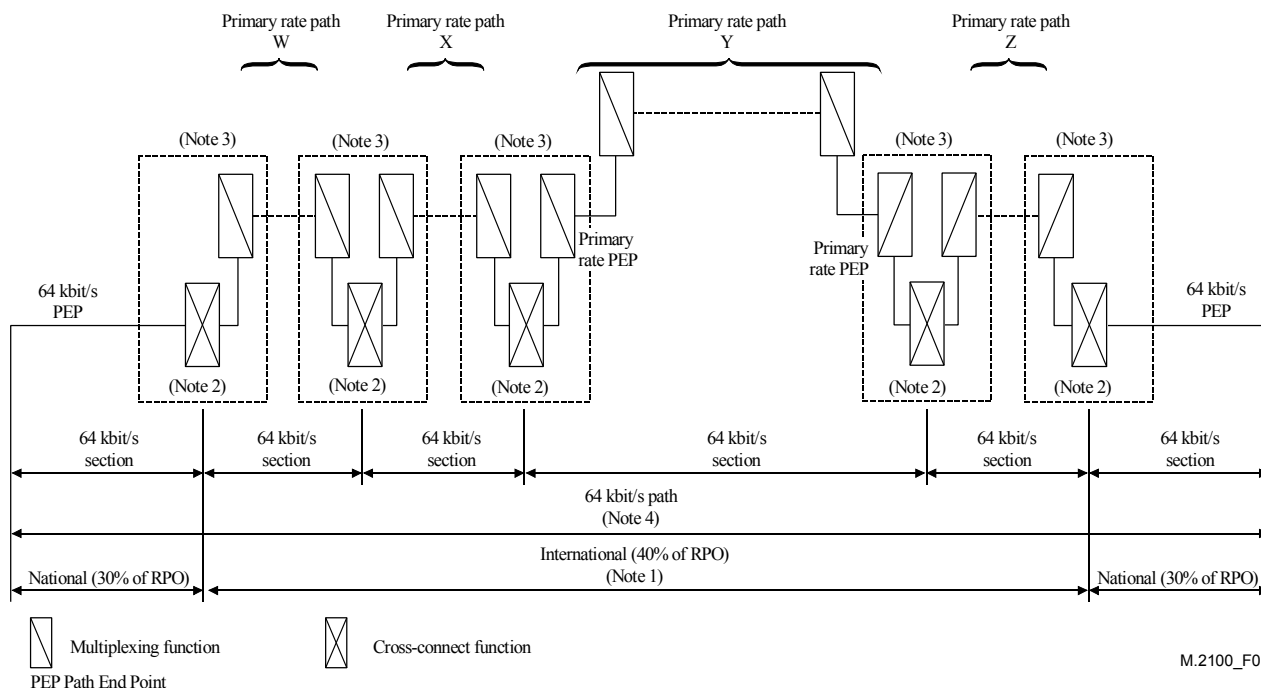 Primary rate path
W
Primary rate path
X
Primary rate path
Y
Primary rate path
Z
(Note 3)
(Note 3)
(Note 3)
(Note 3)
(Note 3)
Primary
rate PEP
Primary
rate PEP
64 kbit/s
PEP
64 kbit/s
PEP
(Note 2)
(Note 2)
(Note 2)
(Note 2)
(Note 2)
64 kbit/s
section
64 kbit/s
section
64 kbit/s
section
64 kbit/s
section
64 kbit/s
section
64 kbit/s
section
64 kbit/s path
(Note 4)
International (40% of RPO)
(Note 1)
National (30% of RPO)
National (30% of RPO)
Multiplexing function
Cross-connect function
PEP Path End Point
M.2100_F0